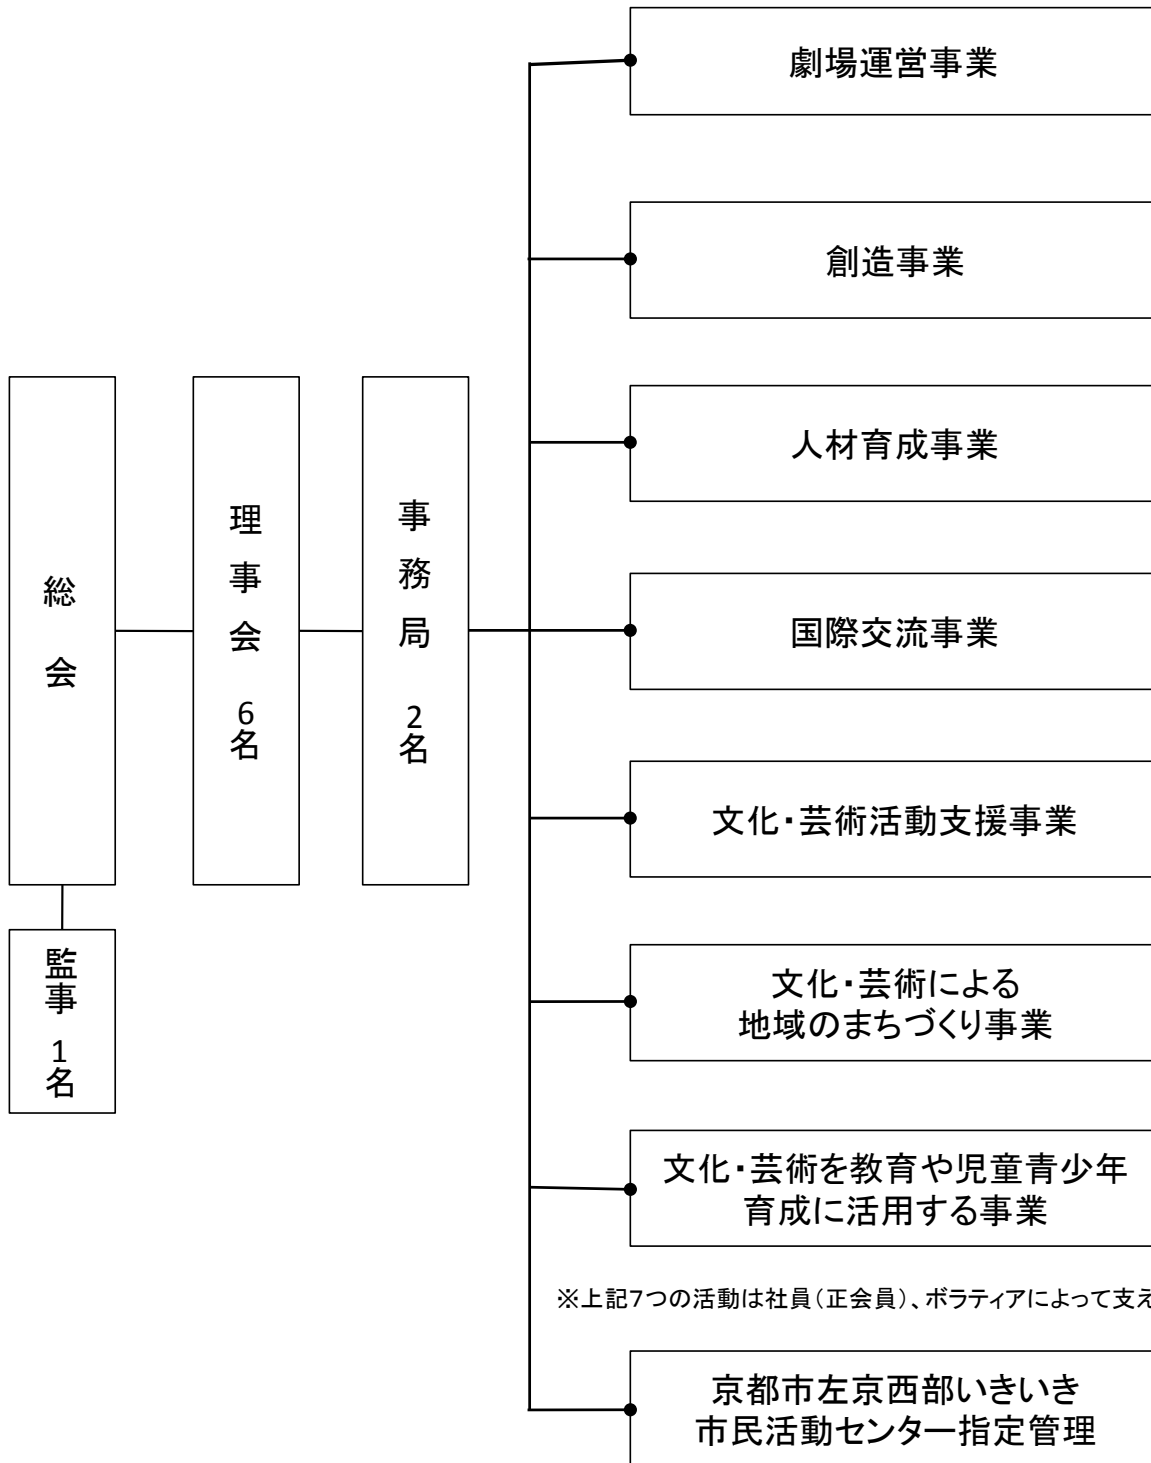 総会
監事 1名
理事会 6名
事務局 2名
劇場運営事業
創造事業
人材育成事業
国際交流事業
文化・芸術活動支援事業
文化・芸術による
地域のまちづくり事業
文化・芸術を教育や児童青少年
育成に活用する事業
※上記7つの活動は社員（正会員）、ボラティアによって支え
京都市左京西部いきいき
市民活動センター指定管理